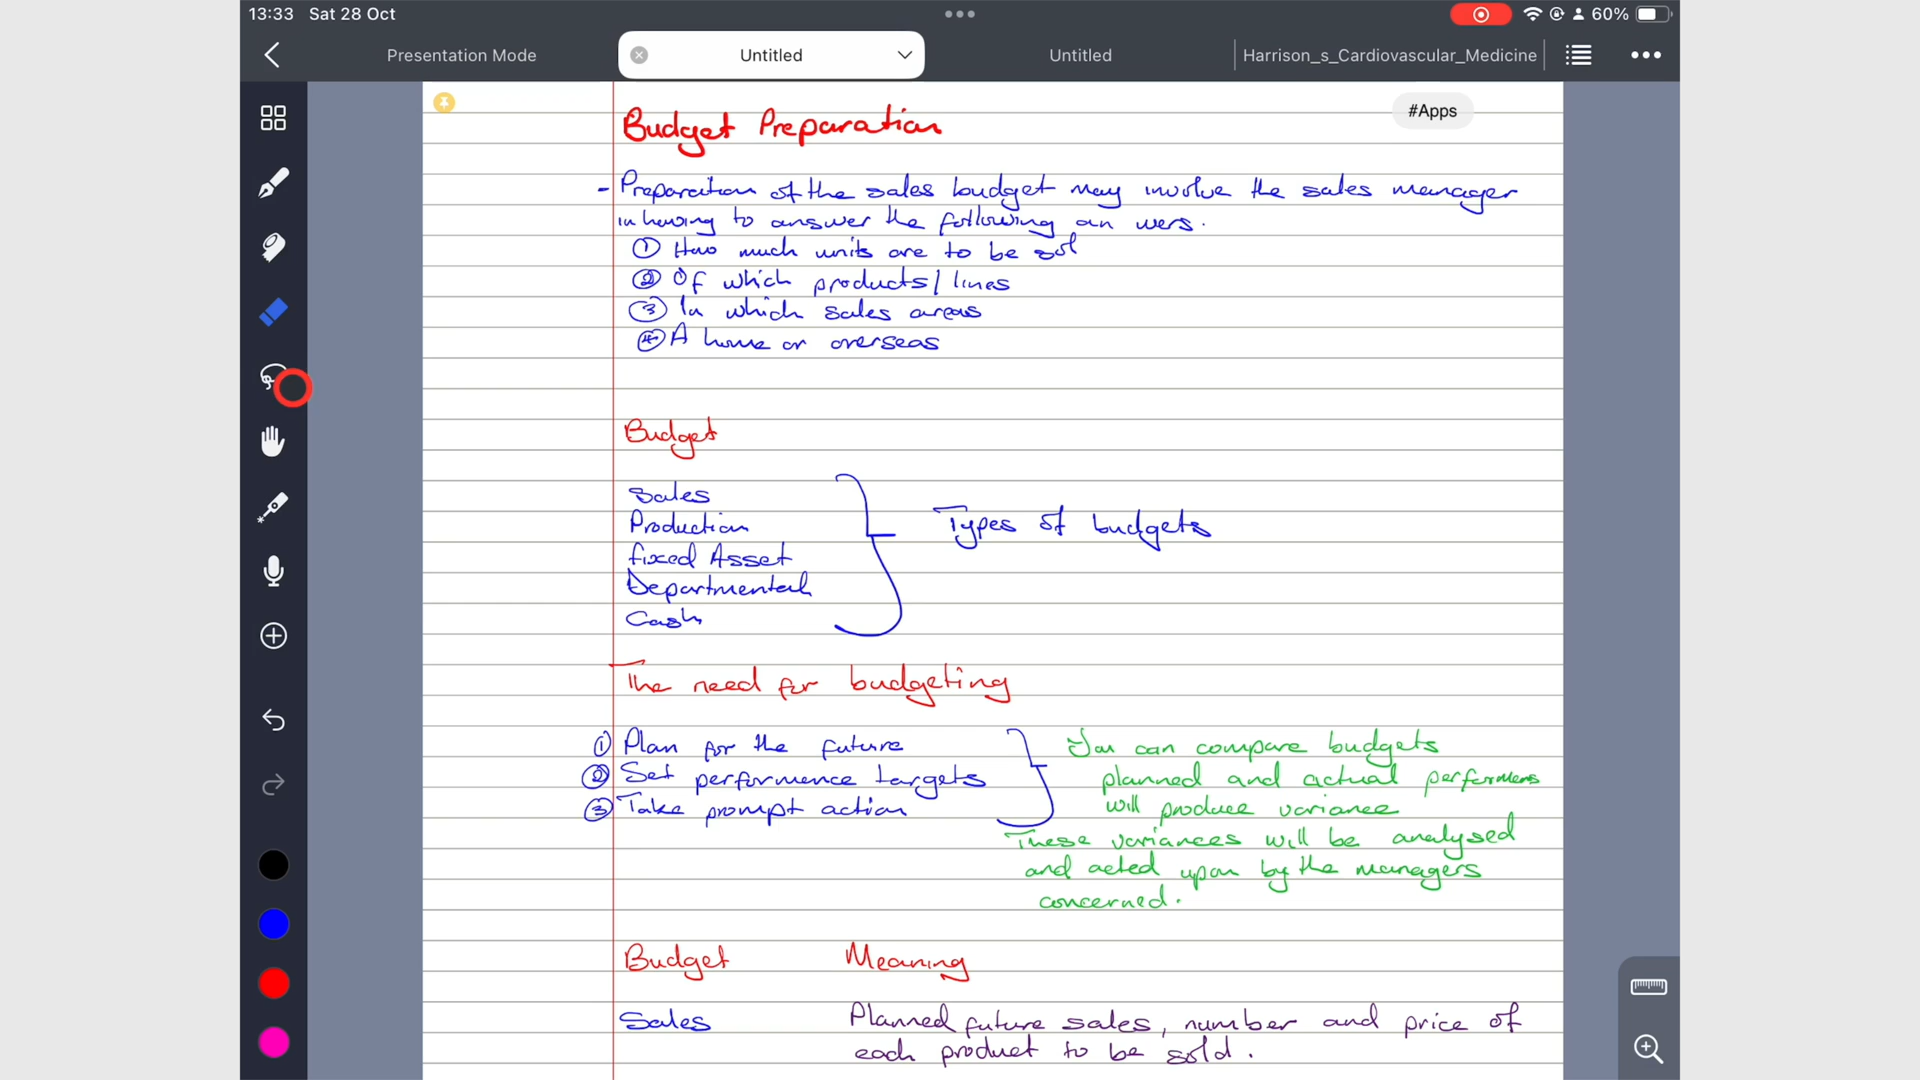 13:33 Sat 28 Oct
60%
Presentation Mode
Untitled
Untitled
Harrison_s_Cardiovascular_Medicine
#Apps
Budget Preparation
- Preparation of the sales budget may involve the sales manager
in having to answer the following an wers.
① How much units are to be sol
② Of which products/lines
③ In which sales areas
④ A home or overseas
Budget
Sales
Production
fixed Asset
Departmental
Cash
Types of budgets
The need for budgeting
① Plan for the future
② Set performence targets
③ Take prompt action
You can compare budgets
planned and actual performens
will produce variance
These variances will be analysed
and acted upon by the managers
concerned.
Budget Meaning
Sales Planned future sales, number and price of
each product to be sold.